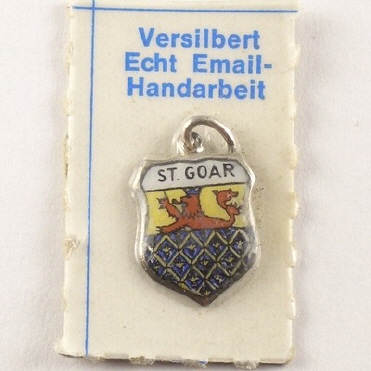 Versilbert
Echt Email-
Handarbeit
ST. GOAR